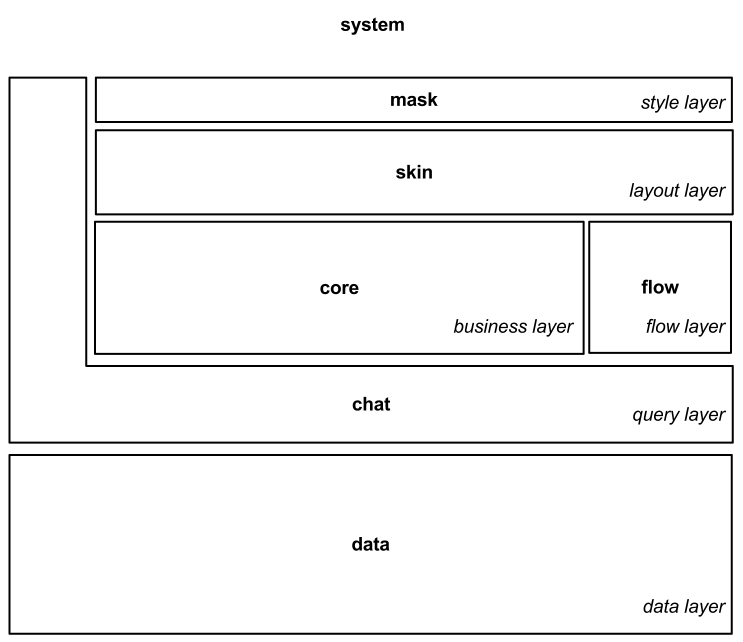 system
mask
style layer
skin
layout layer
core
business layer
flow
flow layer
chat
query layer
data
data layer